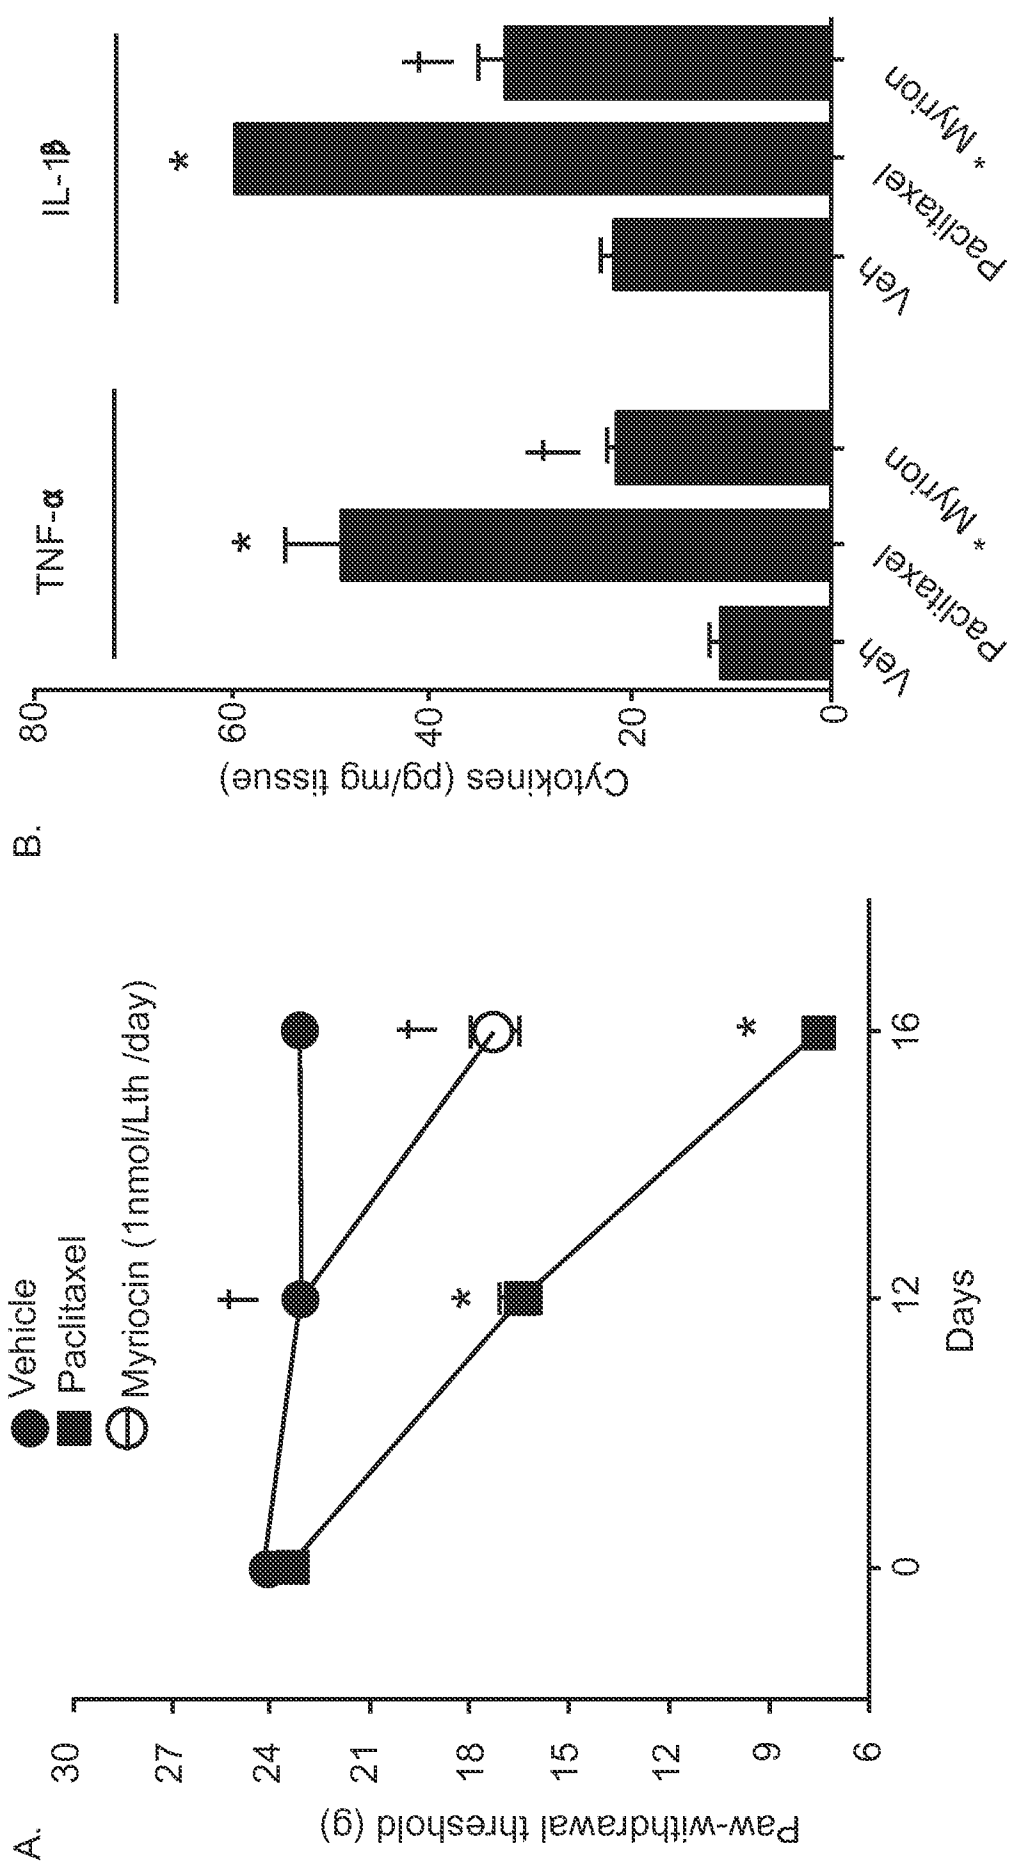 A.
● Vehicle
■ Paclitaxel
⦵ Myriocin (1nmol/Lth /day)
Paw-withdrawal threshold (g)
30
27
24
21
18
15
12
9
6
†
†
*
*
0 12 16
Days
B.
Cytokines (pg/mg tissue)
80
60
40
20
0
TNF-α IL-1β
* † * †
Veh Paclitaxel * Myrion Veh Paclitaxel * Myrion